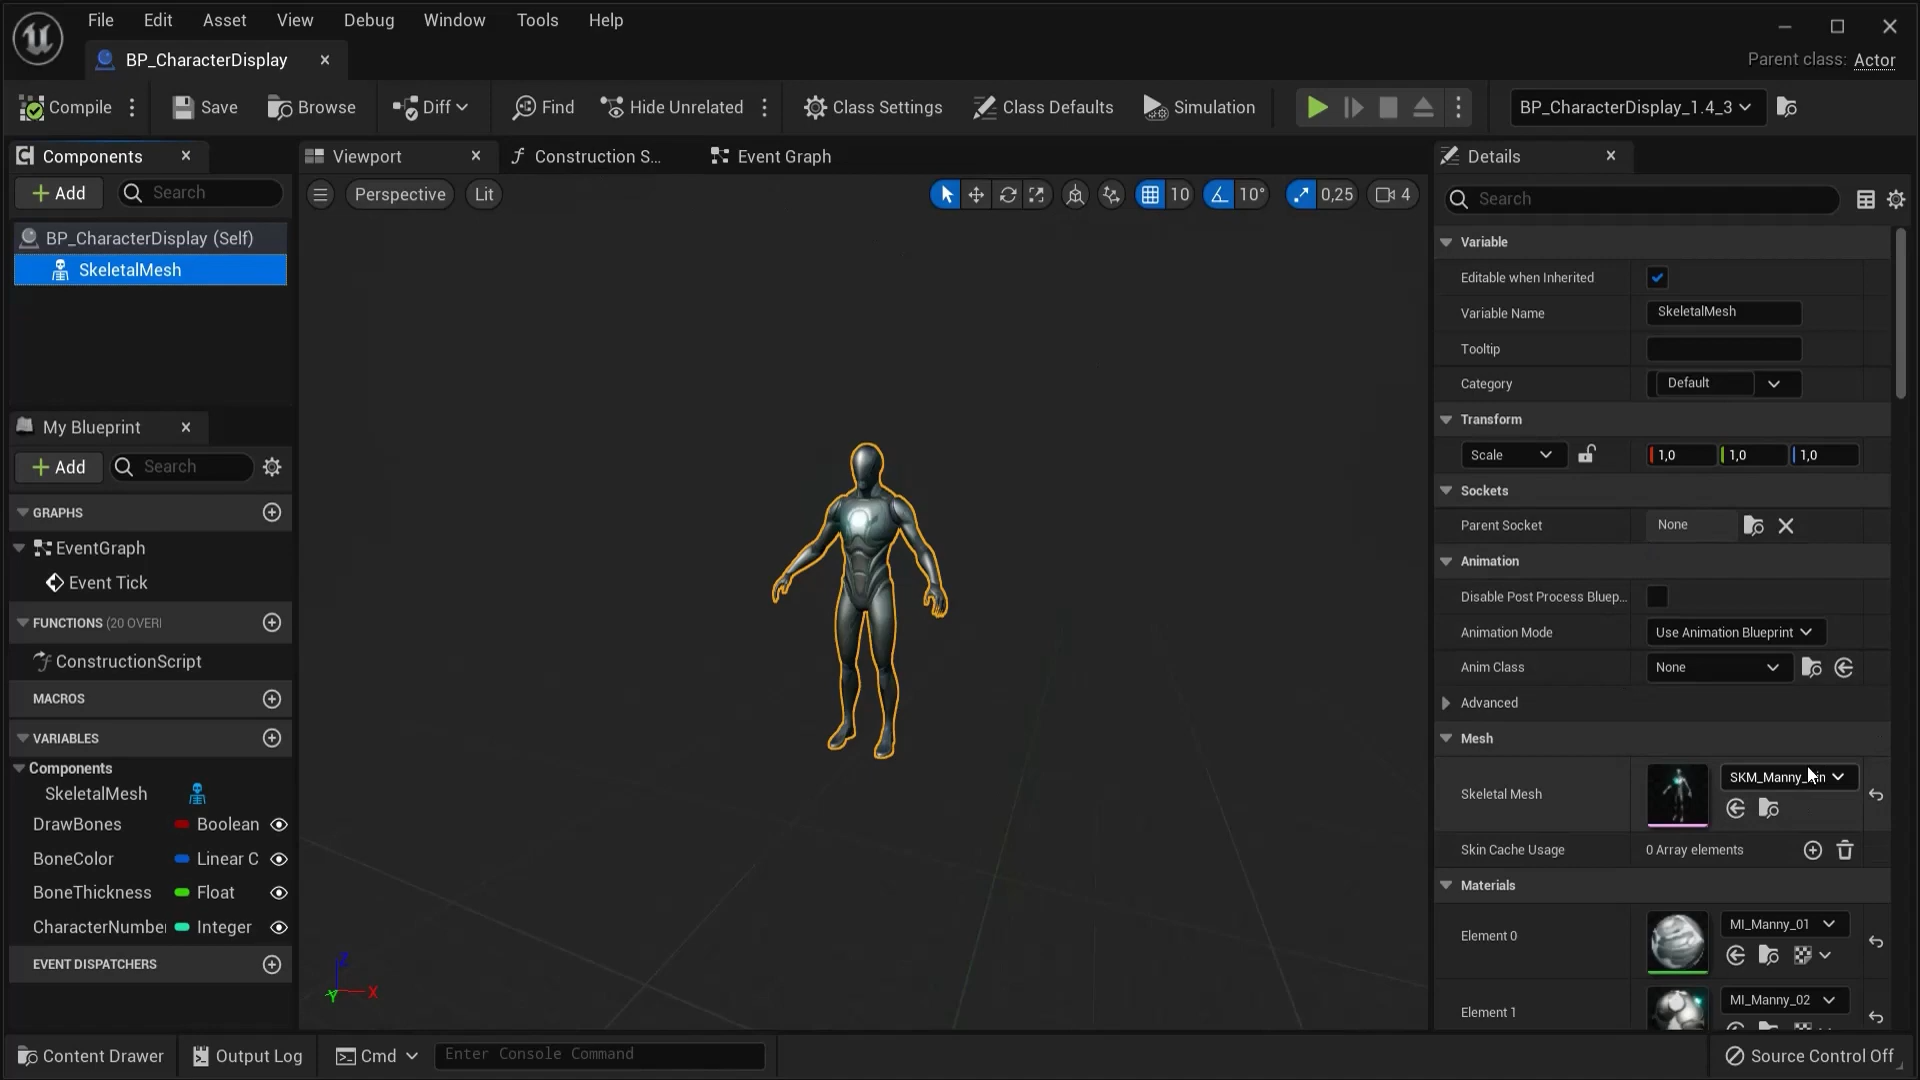 File Edit Asset View Debug Window Tools Help
BP_CharacterDisplay
Parent class: Actor
Compile Save Browse Diff Find Hide Unrelated Class Settings Class Defaults Simulation BP_CharacterDisplay_1.4_3
Components
Add Search
BP_CharacterDisplay (Self)
SkeletalMesh
My Blueprint
Add Search
GRAPHS
EventGraph
Event Tick
FUNCTIONS (20 OVERI
ConstructionScript
MACROS
VARIABLES
Components
SkeletalMesh
DrawBones Boolean
BoneColor Linear C
BoneThickness Float
CharacterNumber Integer
EVENT DISPATCHERS
Viewport Construction S... Event Graph
Perspective Lit 10 10° 0,25 4
Z
Y X
Details
Search
Variable
Editable when Inherited
Variable Name SkeletalMesh
Tooltip
Category Default
Transform
Scale 1,0 1,0 1,0
Sockets
Parent Socket None
Animation
Disable Post Process Bluep...
Animation Mode Use Animation Blueprint
Anim Class None
Advanced
Mesh
Skeletal Mesh SKM_Manny
Skin Cache Usage 0 Array elements
Materials
Element 0 MI_Manny_01
Element 1 MI_Manny_02
Content Drawer Output Log Cmd Enter Console Command Source Control Off